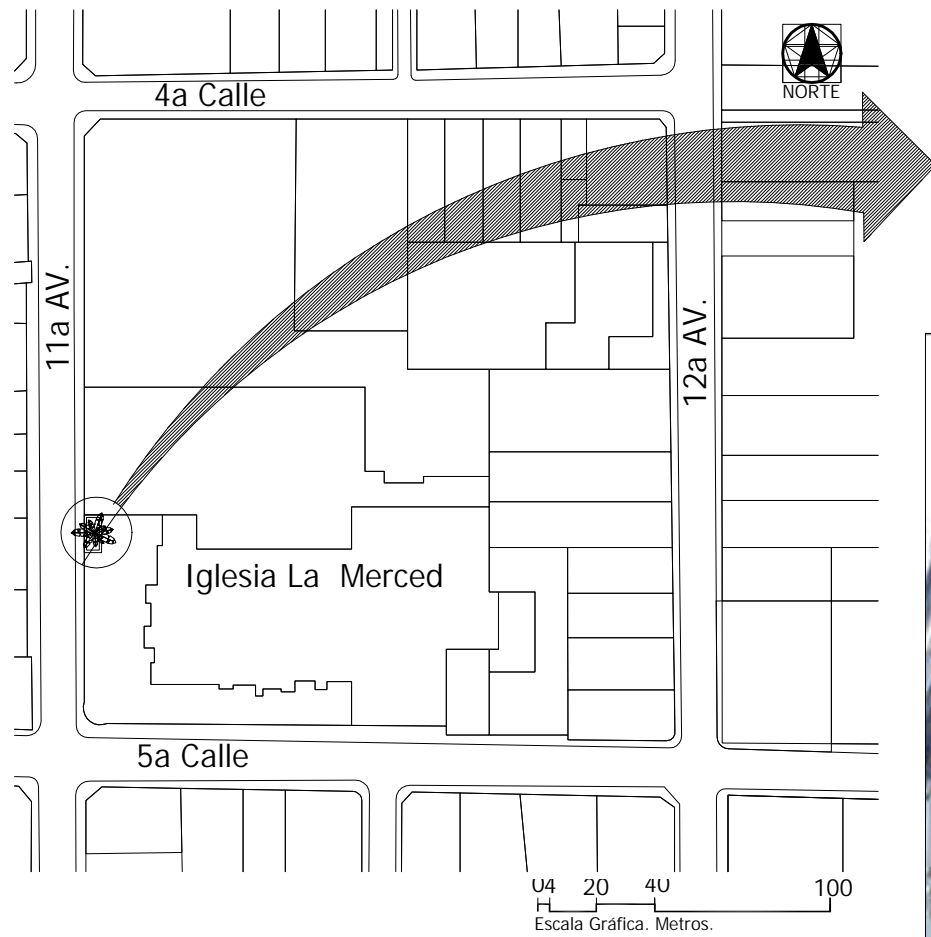 NORTE
4a Calle
11a AV.
12a AV.
Iglesia La Merced
5a Calle
04 20 40 100
Escala Gráfica. Metros.